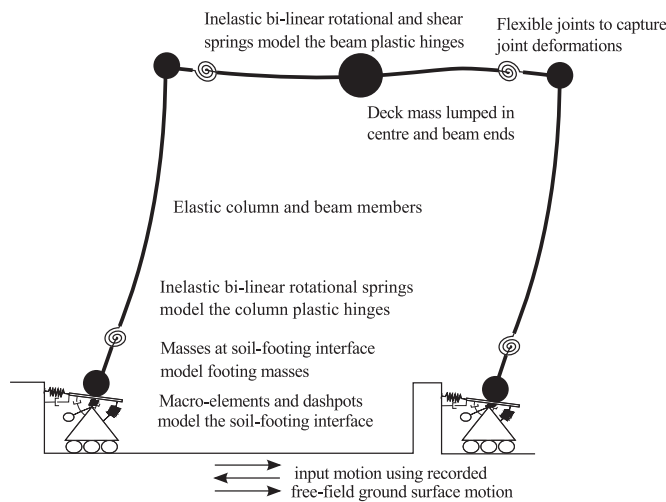 Inelastic bi-linear rotational and shear
springs model the beam plastic hinges
Flexible joints to capture
joint deformations
Deck mass lumped in
centre and beam ends
Elastic column and beam members
Inelastic bi-linear rotational springs
model the column plastic hinges
Masses at soil-footing interface
model footing masses
Macro-elements and dashpots
model the soil-footing interface
input motion using recorded
free-field ground surface motion